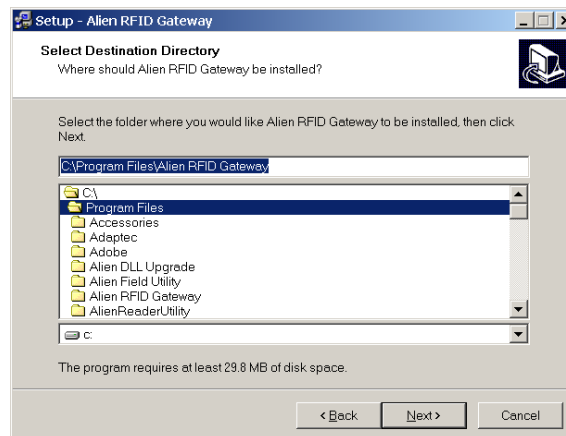 Setup - Alien RFID Gateway
Select Destination Directory
Where should Alien RFID Gateway be installed?
Select the folder where you would like Alien RFID Gateway to be installed, then click
Next.
C:\Program Files\Alien RFID Gateway
C:\
Program Files
Accessories
Adaptec
Adobe
Alien DLL Upgrade
Alien Field Utility
Alien RFID Gateway
AlienReaderUtility
c:
The program requires at least 29.8 MB of disk space.
< Back Next > Cancel